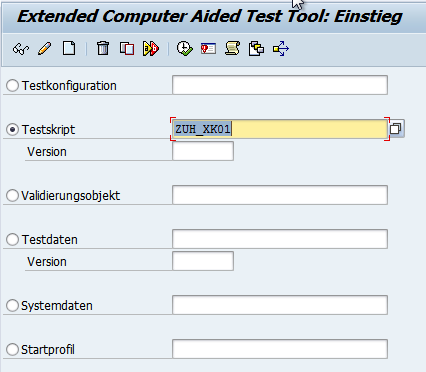 Extended Computer Aided Test Tool: Einstieg
Testkonfiguration
Testskript ZUH_XK01
Version
Validierungsobjekt
Testdaten
Version
Systemdaten
Startprofil